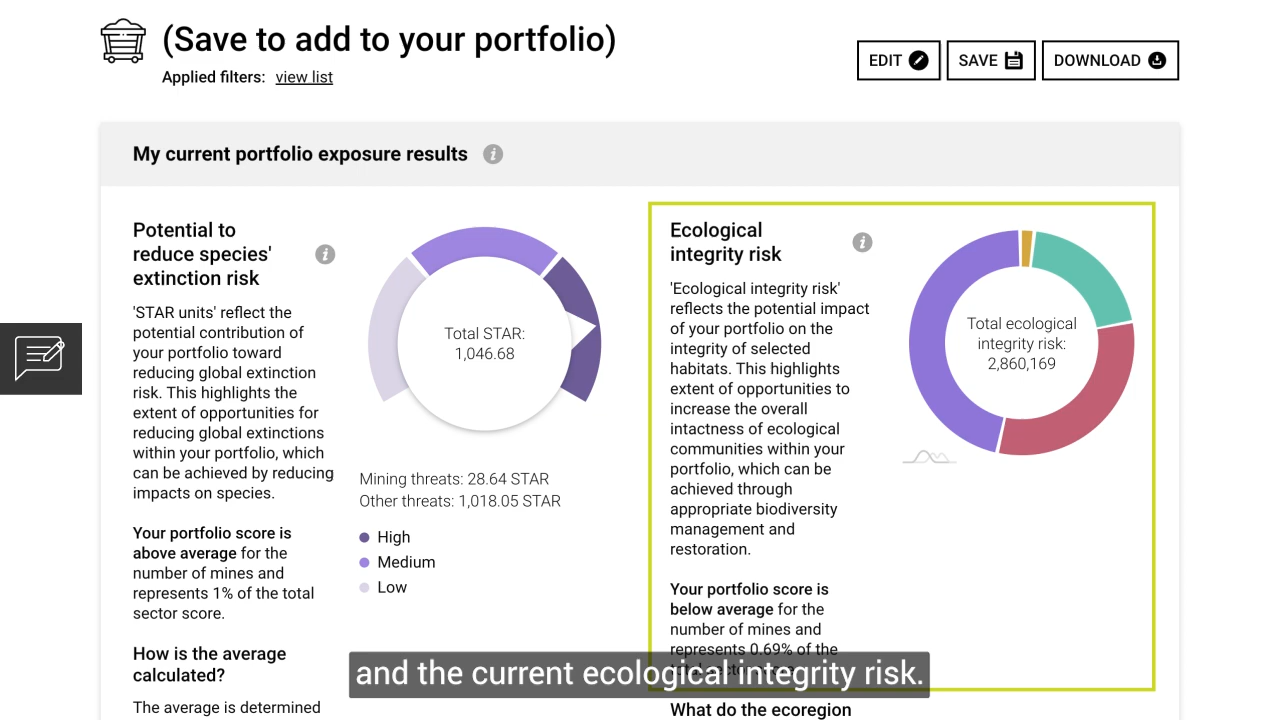 (Save to add to your portfolio)
Applied filters: view list
EDIT
SAVE
DOWNLOAD
My current portfolio exposure results
Potential to
reduce species'
extinction risk
'STAR units' reflect the
potential contribution of
your portfolio toward
reducing global extinction
risk. This highlights the
extent of opportunities for
reducing global extinctions
within your portfolio, which
can be achieved by reducing
impacts on species.
Your portfolio score is
above average for the
number of mines and
represents 1% of the total
sector score.
How is the average
calculated?
The average is determined
Total STAR:
1,046.68
Mining threats: 28.64 STAR
Other threats: 1,018.05 STAR
High
Medium
Low
Ecological
integrity risk
'Ecological integrity risk'
reflects the potential impact
of your portfolio on the
integrity of selected
habitats. This highlights
extent of opportunities to
increase the overall
intactness of ecological
communities within your
portfolio, which can be
achieved through
appropriate biodiversity
management and
restoration.
Your portfolio score is
below average for the
number of mines and
represents 0.69% of the
What do the ecoregion
Total ecological
integrity risk:
2,860,169
and the current ecological integrity risk.